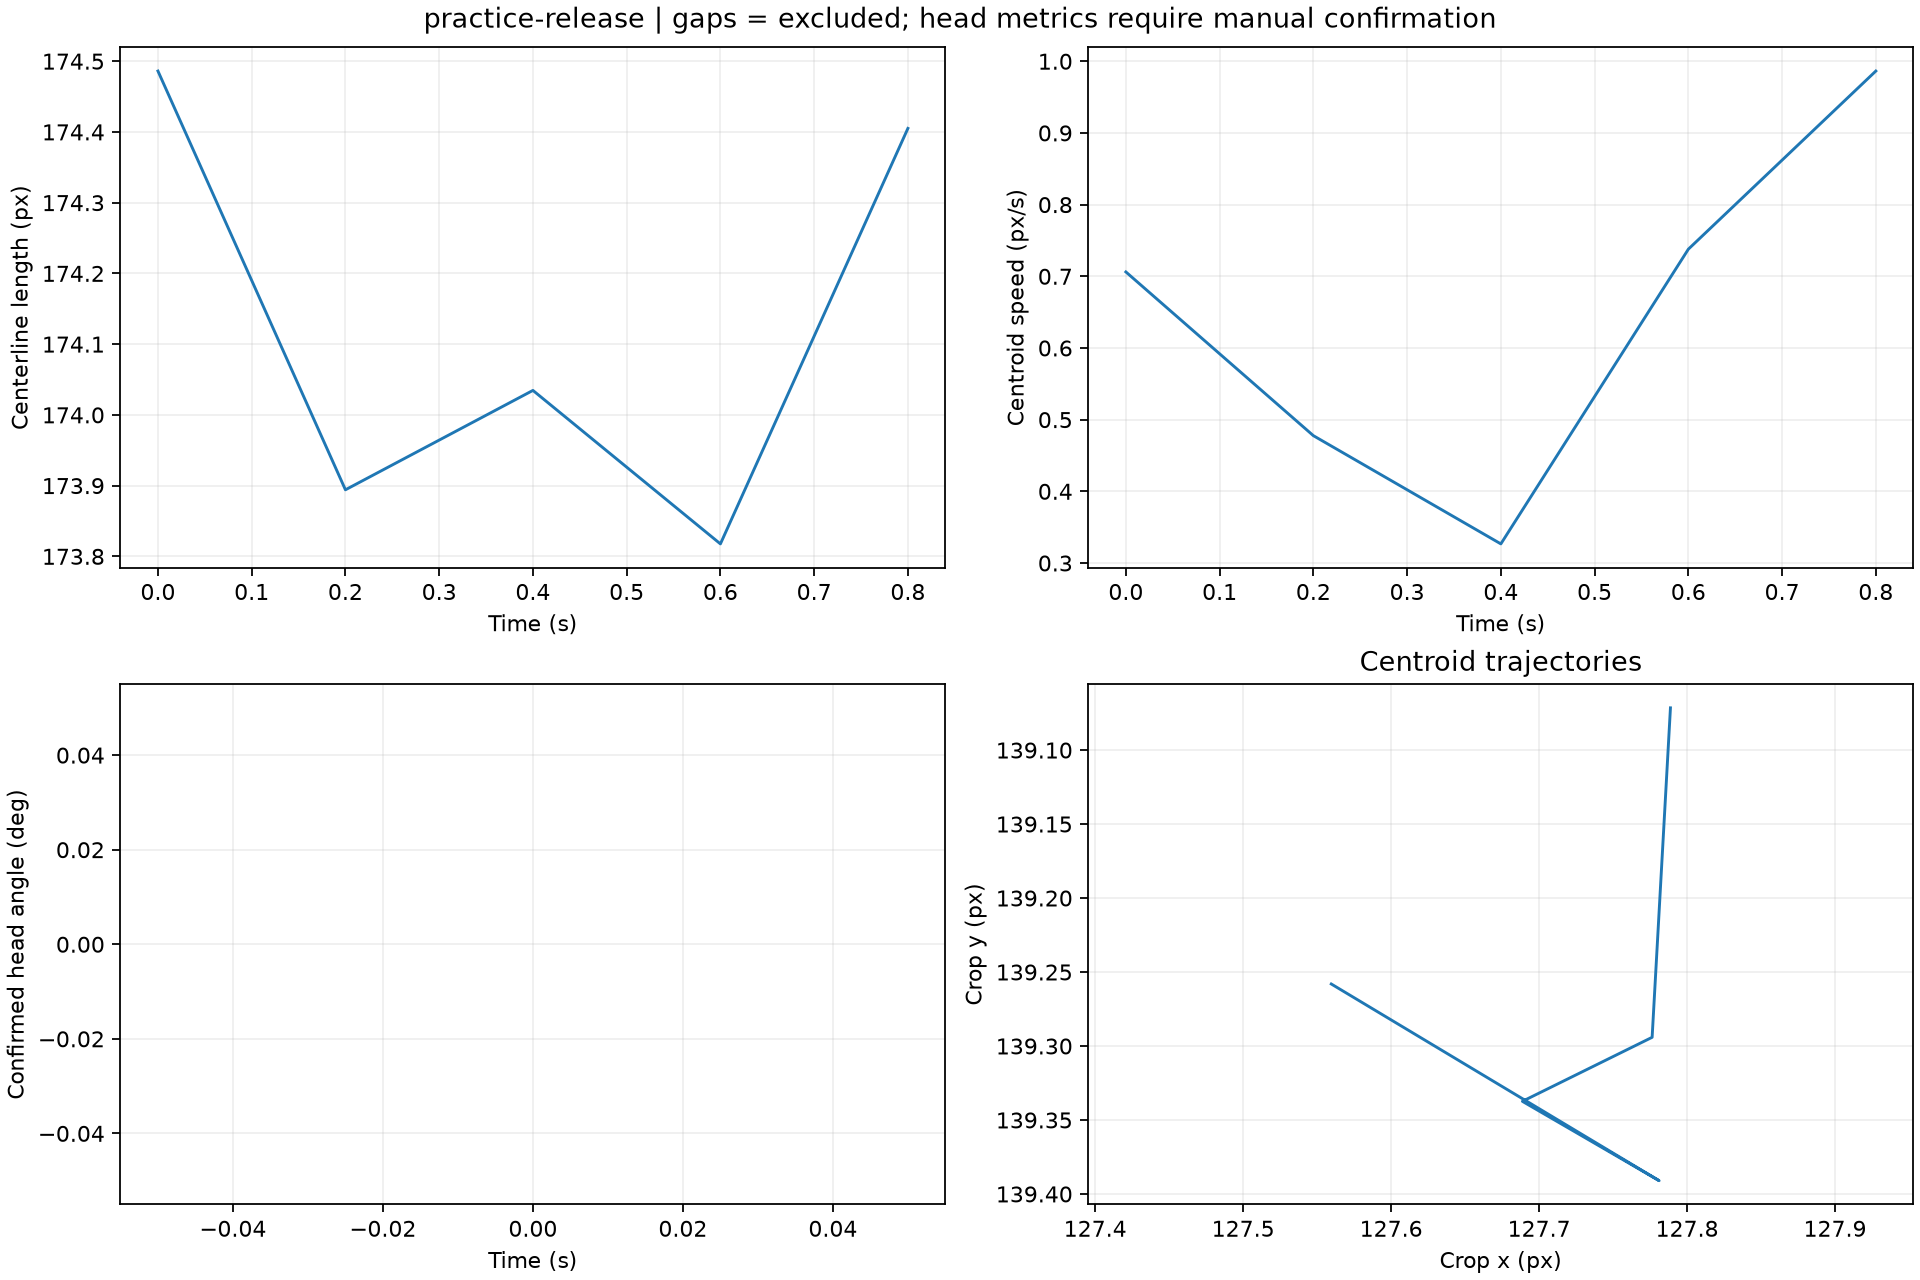 practice-release | gaps = excluded; head metrics require manual confirmation
Centerline length (px)
174.5
174.4
174.3
174.2
174.1
174.0
173.9
173.8
0.0 0.1 0.2 0.3 0.4 0.5 0.6 0.7 0.8
Time (s)
Centroid speed (px/s)
1.0
0.9
0.8
0.7
0.6
0.5
0.4
0.3
0.0 0.1 0.2 0.3 0.4 0.5 0.6 0.7 0.8
Time (s)
Confirmed head angle (deg)
0.04
0.02
0.00
−0.02
−0.04
−0.04 −0.02 0.00 0.02 0.04
Time (s)
Centroid trajectories
Crop y (px)
139.10
139.15
139.20
139.25
139.30
139.35
139.40
127.4 127.5 127.6 127.7 127.8 127.9
Crop x (px)